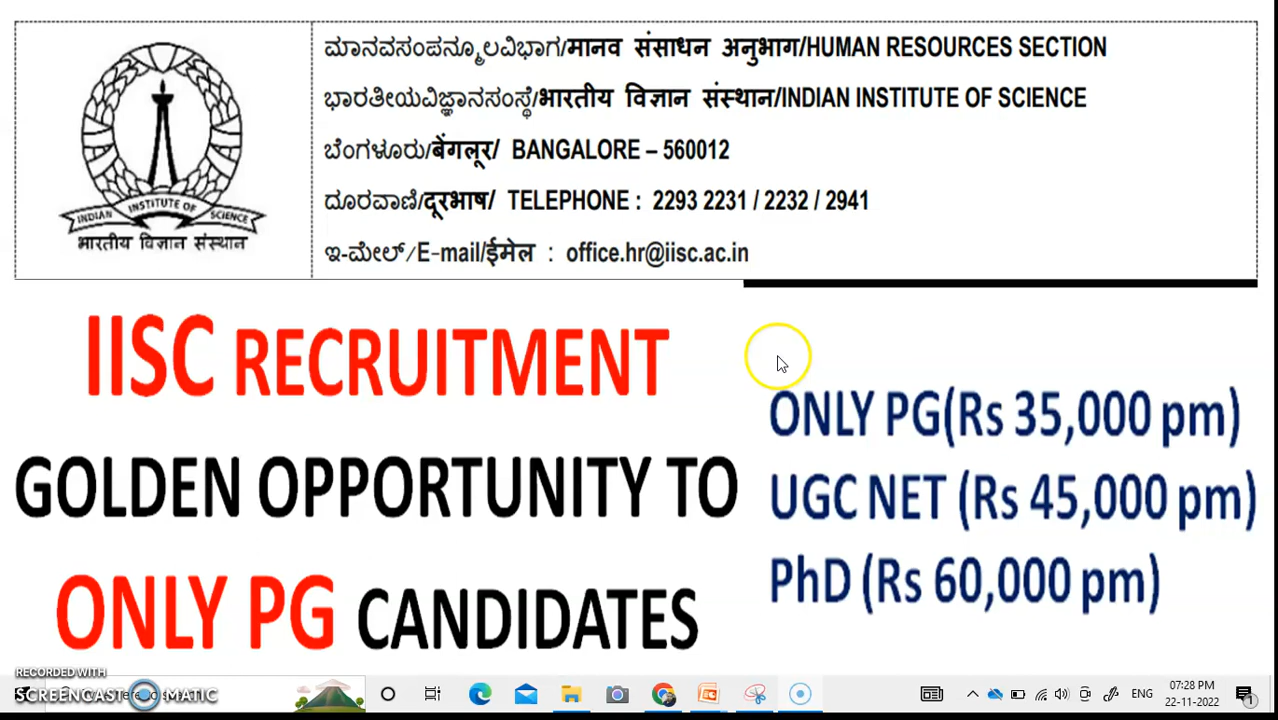 ಮಾನವಸಂಪನ್ಮೂಲವಿಭಾಗ/मानव संसाधन अनुभाग/HUMAN RESOURCES SECTION
ಭಾರತೀಯವಿಜ್ಞಾನಸಂಸ್ಥೆ/भारतीय विज्ञान संस्थान/INDIAN INSTITUTE OF SCIENCE
ಬೆಂಗಳೂರು/बेंगलूर/ BANGALORE – 560012
ದೂರವಾಣಿ/दूरभाष/ TELEPHONE : 2293 2231 / 2232 / 2941
ಇ-ಮೇಲ್/E-mail/ईमेल : office.hr@iisc.ac.in
INDIAN INSTITUTE OF SCIENCE
भारतीय विज्ञान संस्थान
IISC RECRUITMENT
GOLDEN OPPORTUNITY TO
ONLY PG CANDIDATES
ONLY PG(Rs 35,000 pm)
UGC NET (Rs 45,000 pm)
PhD (Rs 60,000 pm)
RECORDED WITH
SCREENCAST MATIC
ENG
07:28 PM
22-11-2022
1